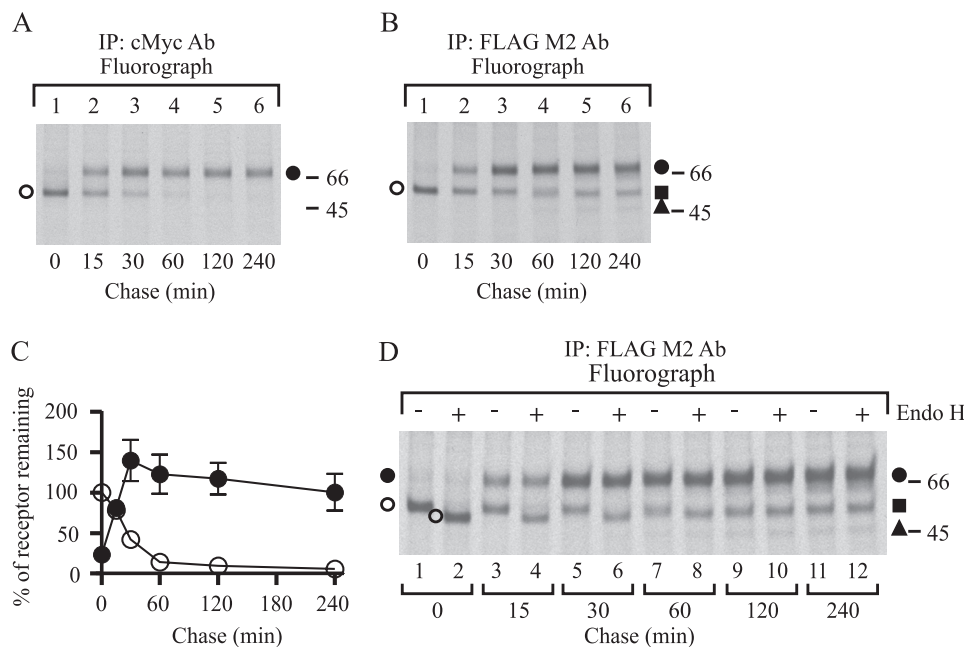 A
IP: cMyc Ab
Fluorograph
1 2 3 4 5 6
66
45
0 15 30 60 120 240
Chase (min)
B
IP: FLAG M2 Ab
Fluorograph
1 2 3 4 5 6
66
45
0 15 30 60 120 240
Chase (min)
C
% of receptor remaining
200
150
100
50
0
0 60 120 180 240
Chase (min)
D
IP: FLAG M2 Ab
Fluorograph
- + - + - + - + - + - + Endo H
66
45
1 2 3 4 5 6 7 8 9 10 11 12
0 15 30 60 120 240
Chase (min)